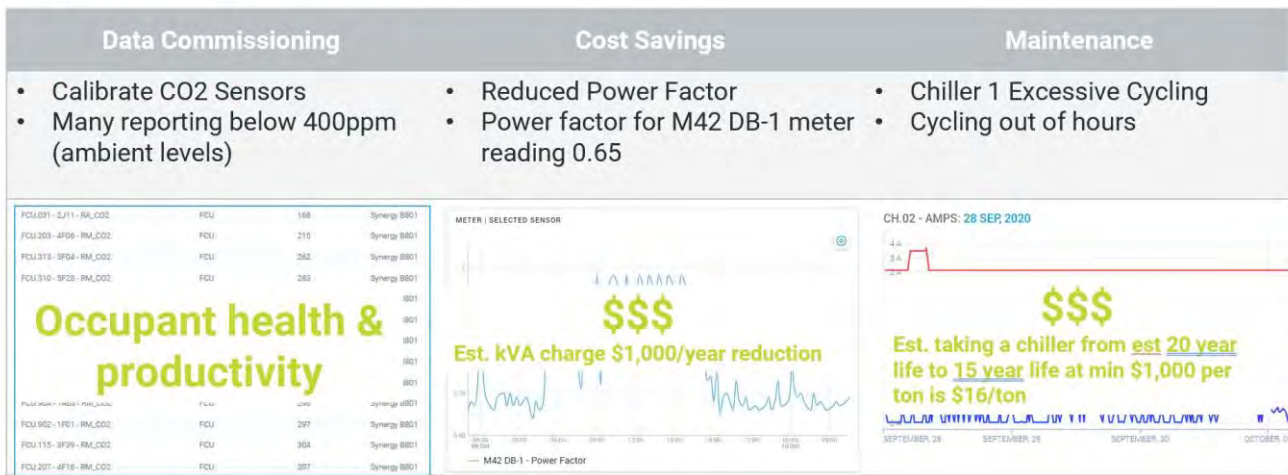 Data Commissioning
Cost Savings
Maintenance
• Calibrate CO2 Sensors
• Many reporting below 400ppm
(ambient levels)
• Reduced Power Factor
• Power factor for M42 DB-1 meter
reading 0.65
• Chiller 1 Excessive Cycling
• Cycling out of hours
FCU.031 - 2J11 - RA_CO2 FCU 168 Synergy B801
FCU.203 - 4F06 - RM_CO2 FCU 215 Synergy B801
FCU.313 - 5F04 - RM_CO2 FCU 262 Synergy B801
FCU.310 - 5F28 - RM_CO2 FCU 283 Synergy B801
Occupant health &
productivity
FCU.902 - 1F01 - RM_CO2 FCU 297 Synergy B801
FCU.115 - 3F39 - RM_CO2 FCU 304 Synergy B801
FCU.207 - 4F16 - RM_CO2 FCU 307 Synergy B801
METER | SELECTED SENSOR
$$$
Est. kVA charge $1,000/year reduction
M42 DB-1 - Power Factor
CH.02 - AMPS: 28 SEP, 2020
4 A
3 A
$$$
Est. taking a chiller from est 20 year
life to 15 year life at min $1,000 per
ton is $16/ton
SEPTEMBER, 28 SEPTEMBER, 29 SEPTEMBER, 30